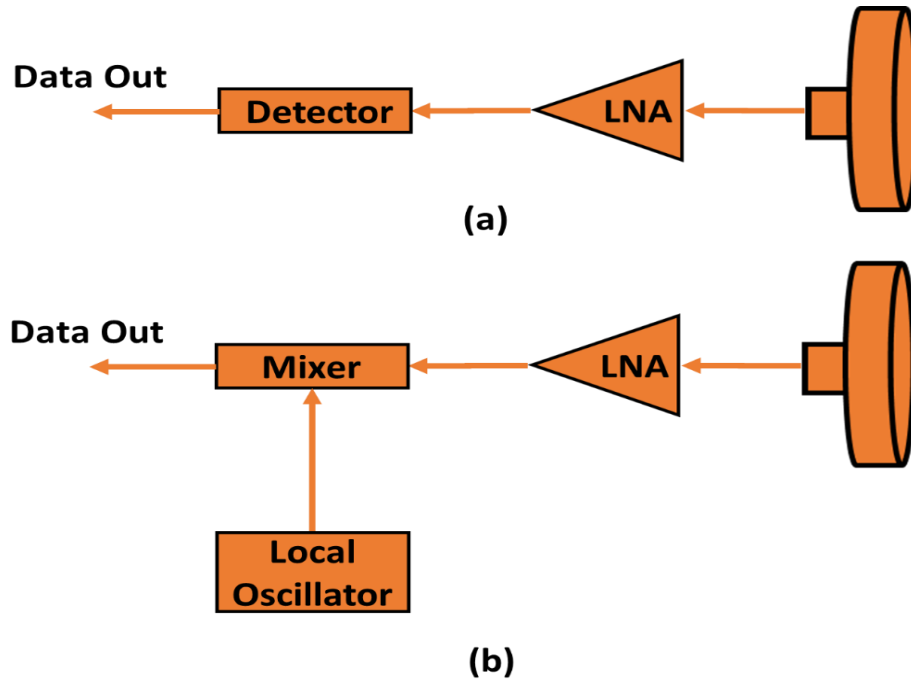 Data Out
Detector
LNA
(a)
Data Out
Mixer
LNA
Local
Oscillator
(b)